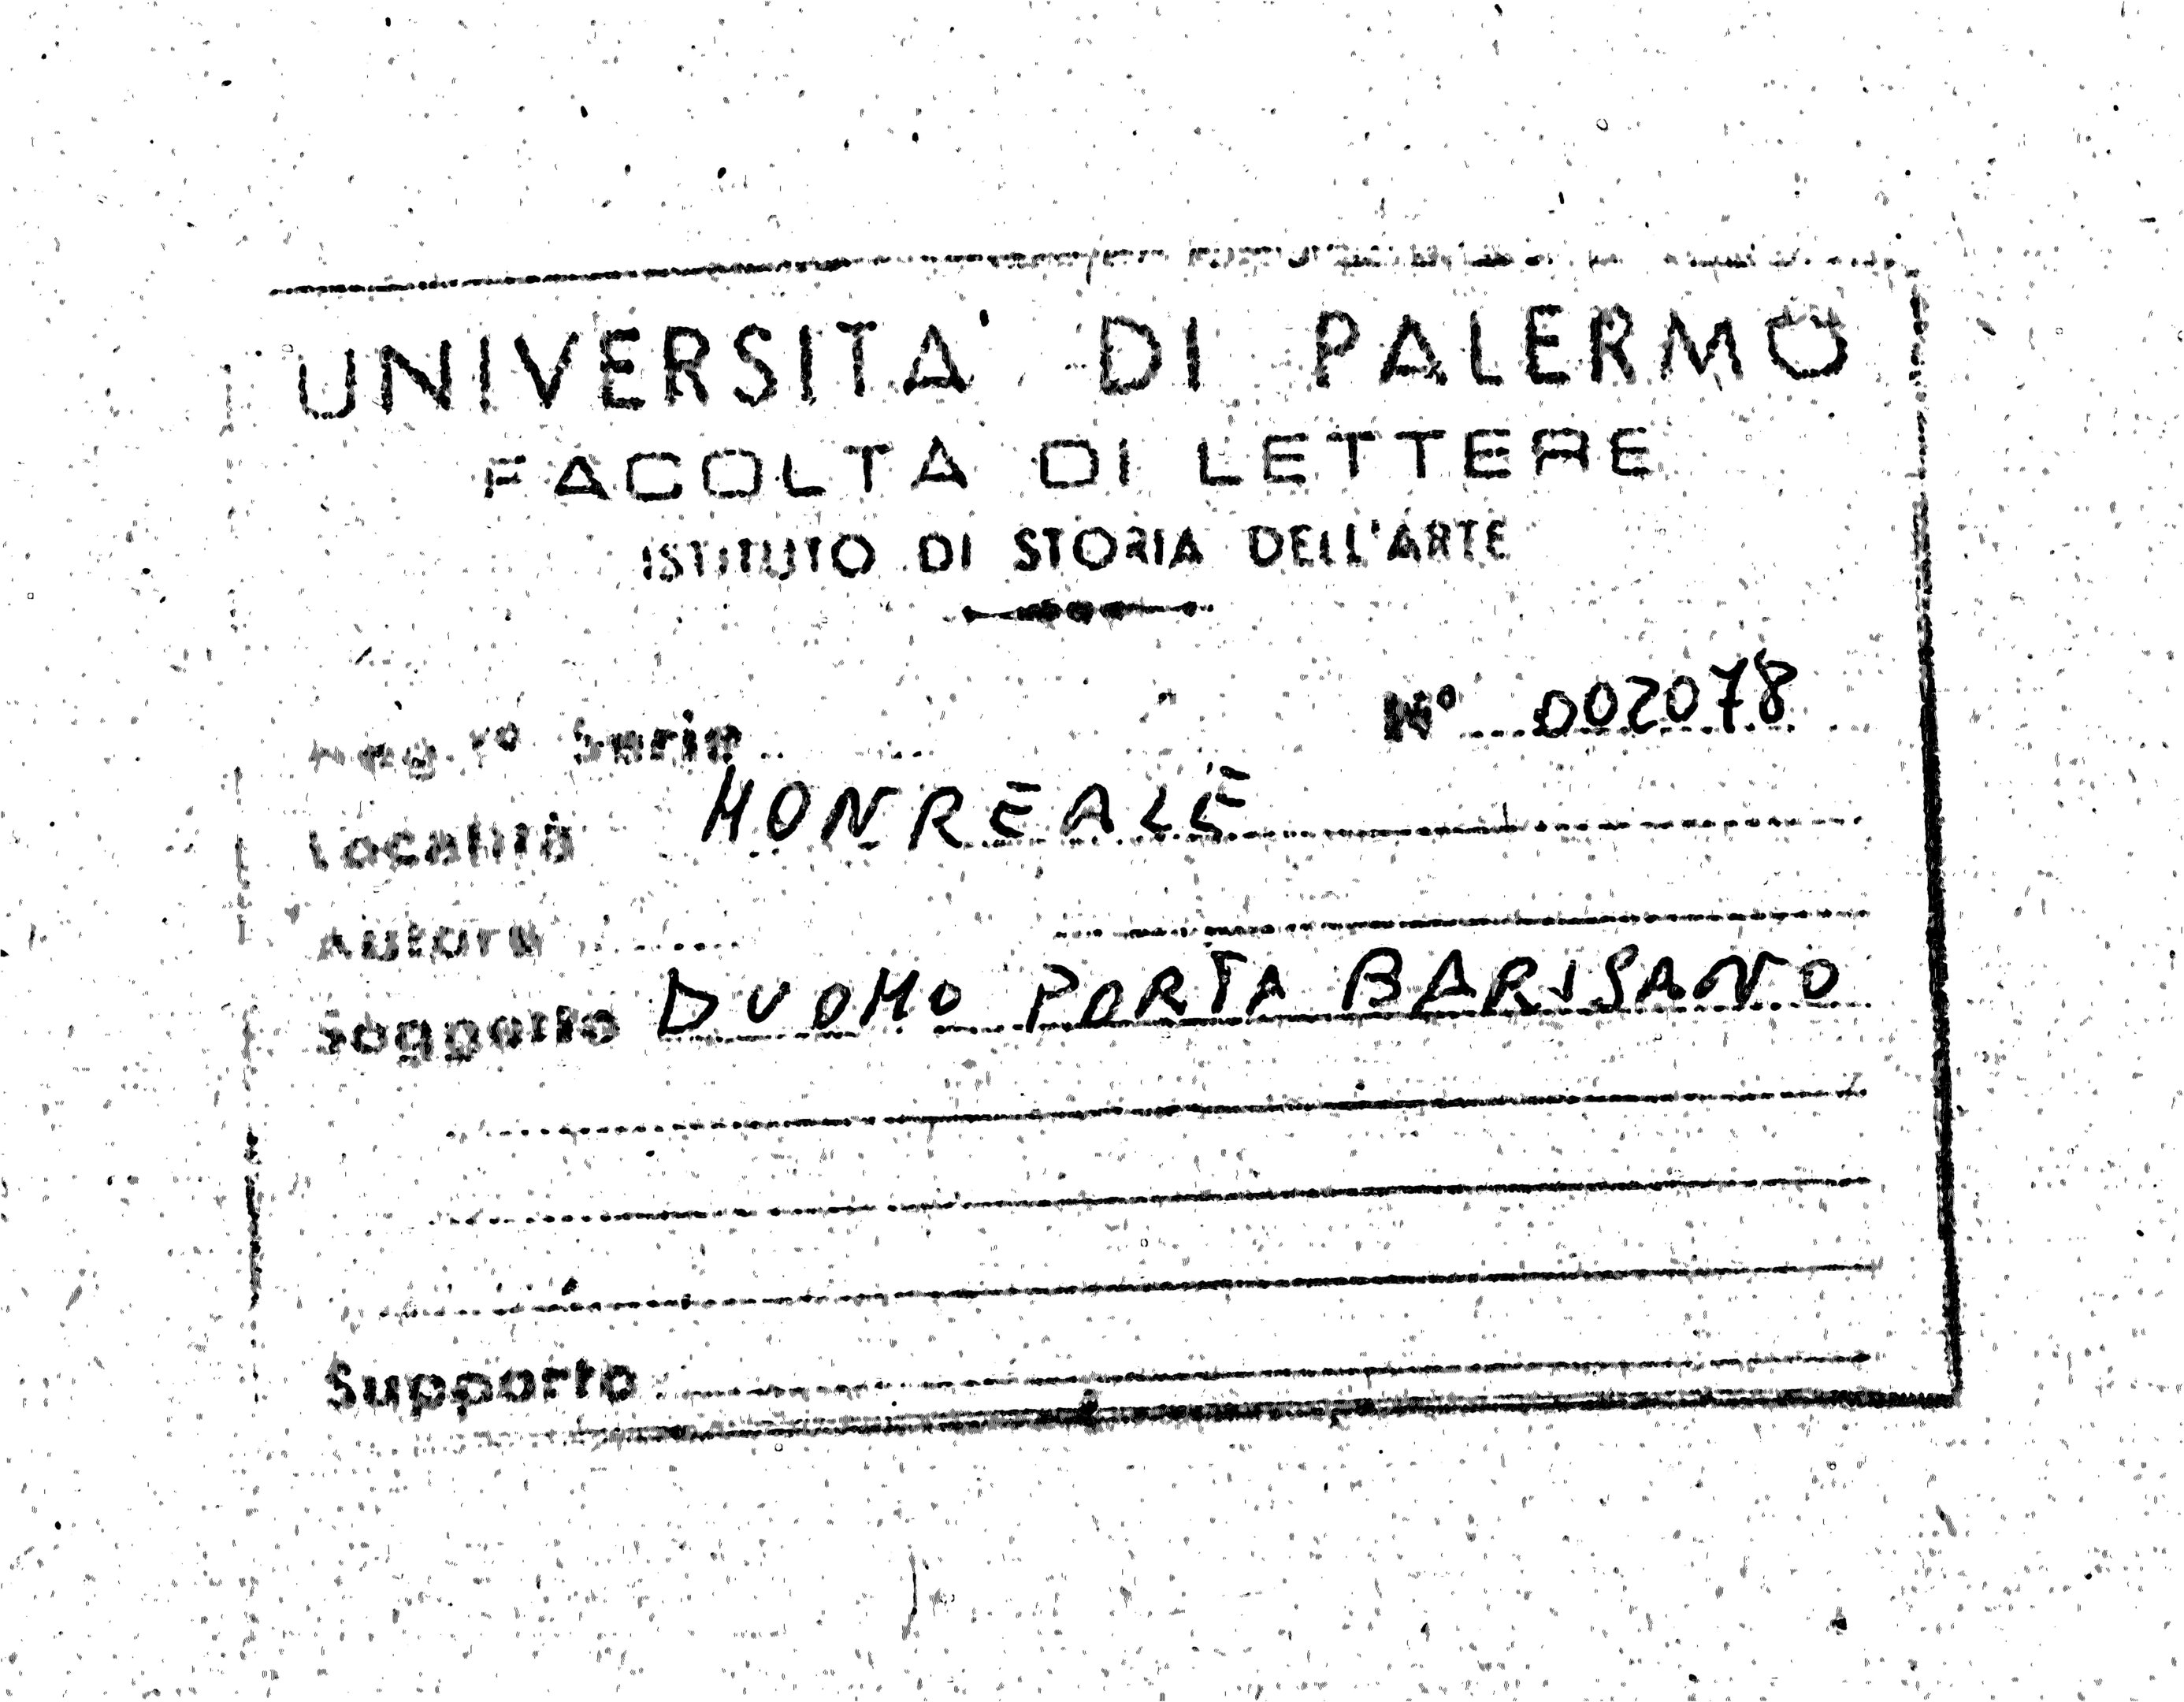 UNIVERSITA' DI PALERMO
FACOLTA DI LETTERE
ISTITUTO DI STORIA DELL'ARTE
Serie N° 002078
Località MONREALE
Autore
Soggetto DUOMO PORTA BARISANO
Supporto